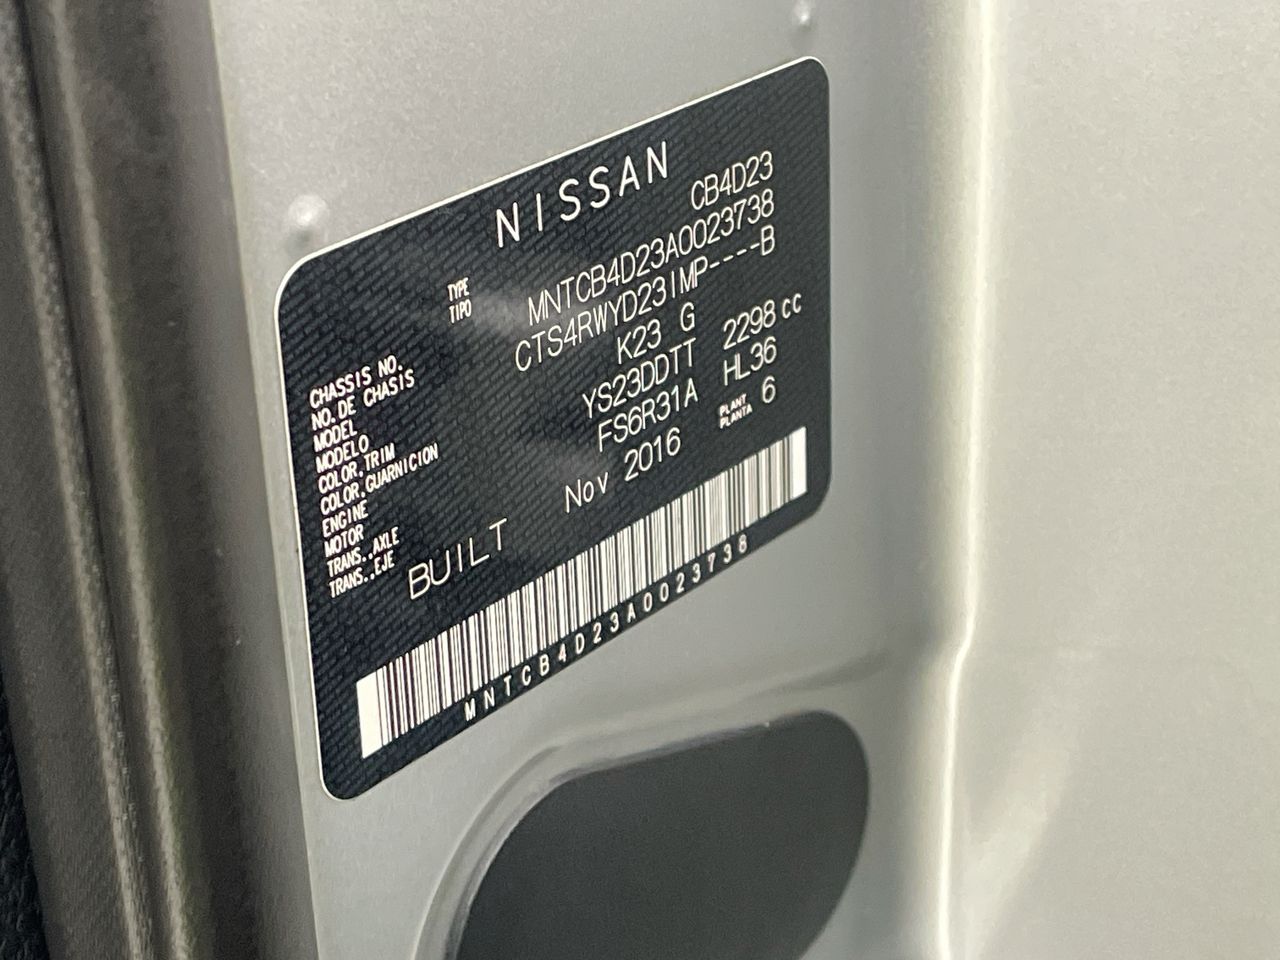 NISSAN
TYPE CB4D23
TIPO
CHASSIS NO. MNTCB4D23A0023738
NO. DE CHASIS
MODEL CTS4RWYD23IMP----B
MODELO
COLOR, TRIM K23 G
COLOR, GUARNICION
ENGINE YS23DDTT 2298 cc
MOTOR
TRANS., AXLE FS6R31A HL36
TRANS., EJE
BUILT Nov 2016 PLANT 6
PLANTA
MNTCB4D23A0023738